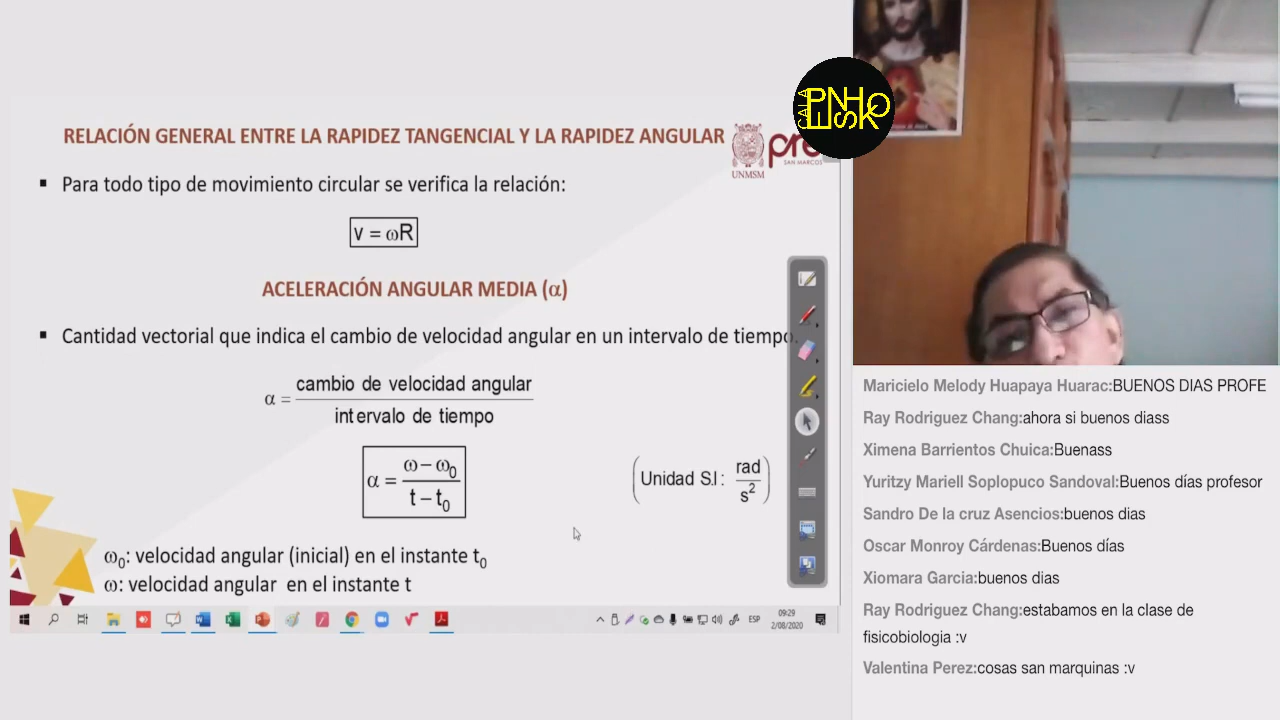 RELACIÓN GENERAL ENTRE LA RAPIDEZ TANGENCIAL Y LA RAPIDEZ ANGULAR
UNMSM
pre
SAN MARCOS
▪ Para todo tipo de movimiento circular se verifica la relación:
v = ωR
ACELERACIÓN ANGULAR MEDIA (α)
▪ Cantidad vectorial que indica el cambio de velocidad angular en un intervalo de tiempo.
α = cambio de velocidad angular
intervalo de tiempo
α = ω – ω₀
t – t₀
(Unidad S.I: rad
s²)
ω₀: velocidad angular (inicial) en el instante t₀
ω: velocidad angular en el instante t
ESP
09:29
2/08/2020
Maricielo Melody Huapaya Huarac:BUENOS DIAS PROFE
Ray Rodriguez Chang:ahora si buenos diass
Ximena Barrientos Chuica:Buenass
Yuritzy Mariell Soplopuco Sandoval:Buenos días profesor
Sandro De la cruz Asencios:buenos dias
Oscar Monroy Cárdenas:Buenos días
Xiomara Garcia:buenos dias
Ray Rodriguez Chang:estabamos en la clase de
fisicobiologia :v
Valentina Perez:cosas san marquinas :v